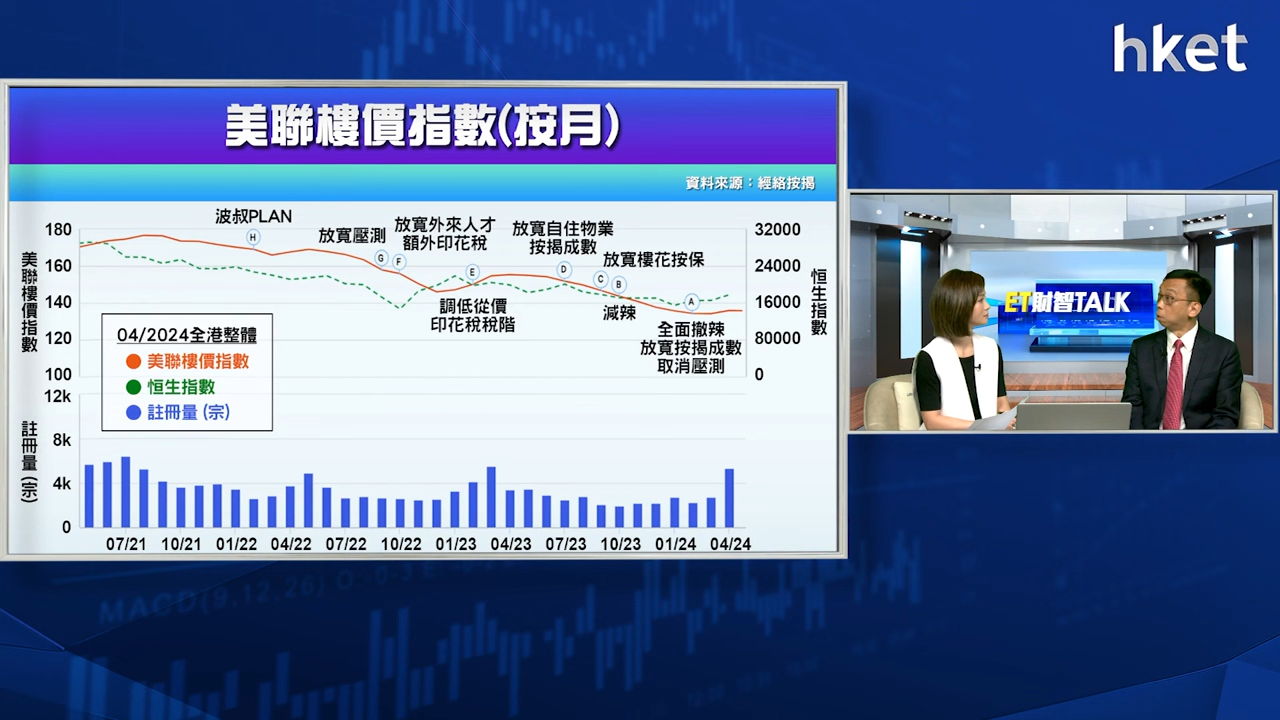 hket
美聯樓價指數(按月)
資料來源：經絡按揭
180
160
140
120
100
美聯樓價指數
32000
24000
16000
80000
0
恒生指數
波叔PLAN
放寬壓測
放寬外來人才
額外印花稅
放寬自住物業
按揭成數
放寬樓花按保
H
G
F
E
D
C
B
A
調低從價
印花稅稅階
減辣
全面撤辣
放寬按揭成數
取消壓測
04/2024全港整體
美聯樓價指數
恒生指數
註冊量 (宗)
12k
8k
4k
0
註冊量 (宗)
07/21 10/21 01/22 04/22 07/22 10/22 01/23 04/23 07/23 10/23 01/24 04/24
ET財智TALK
MACD(9,12,26)